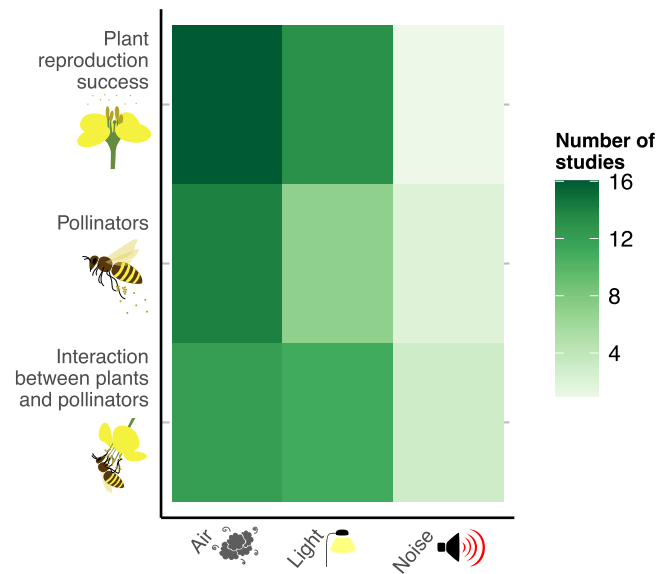 Plant
reproduction
success
Pollinators
Interaction
between plants
and pollinators
Air
Light
Noise
Number of
studies
16
12
8
4